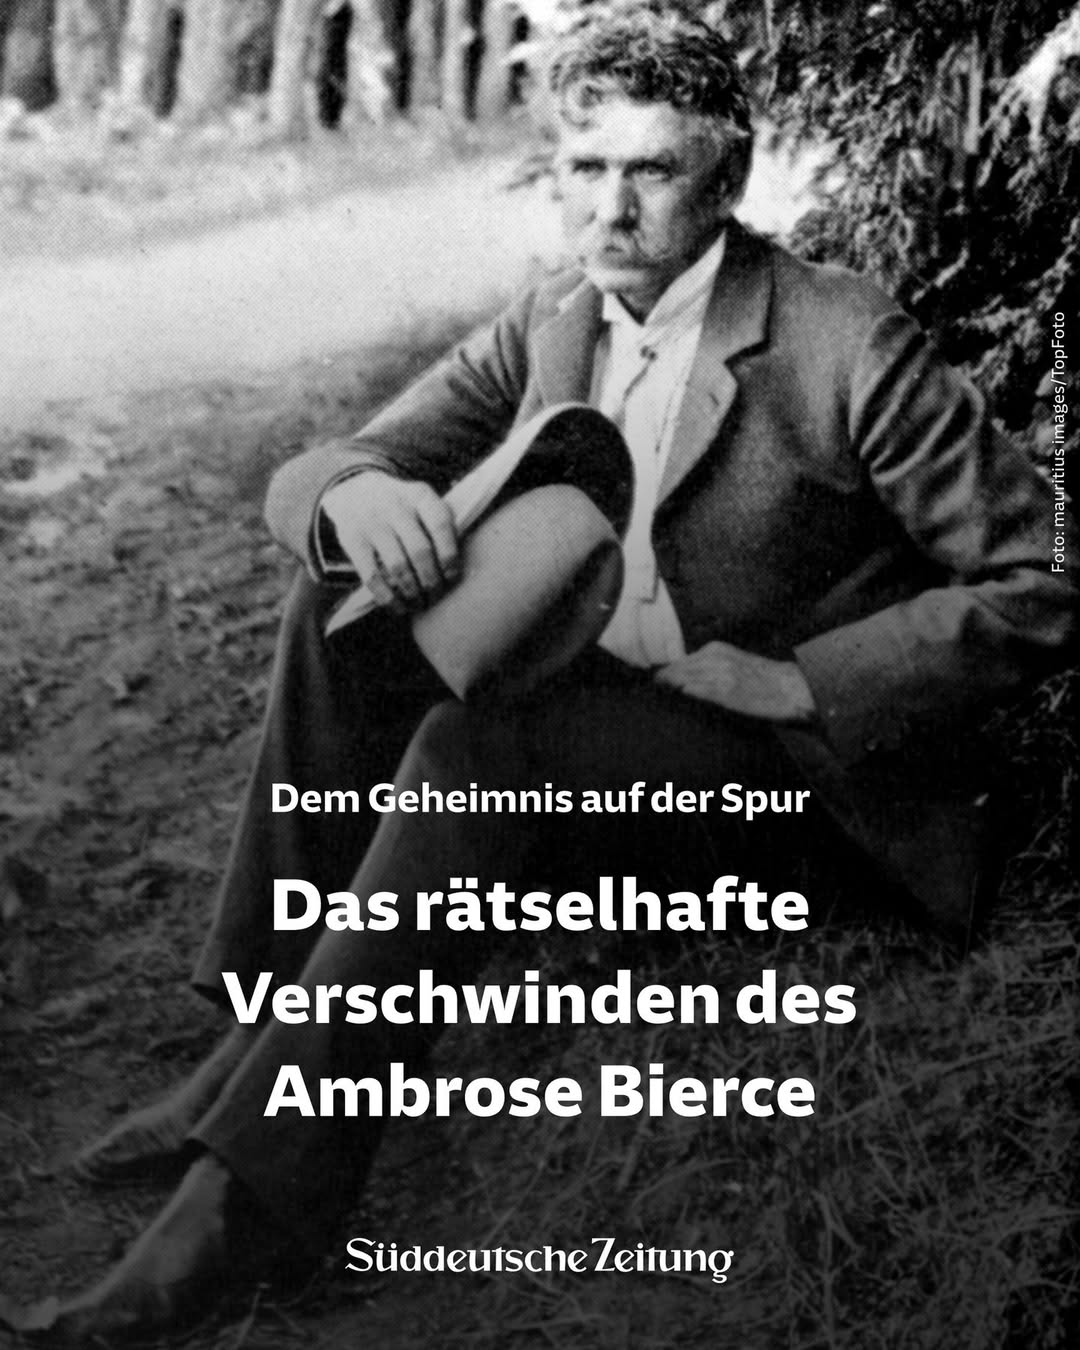 Foto: mauritius images/TopFoto
Dem Geheimnis auf der Spur
Das rätselhafte
Verschwinden des
Ambrose Bierce
Süddeutsche Zeitung